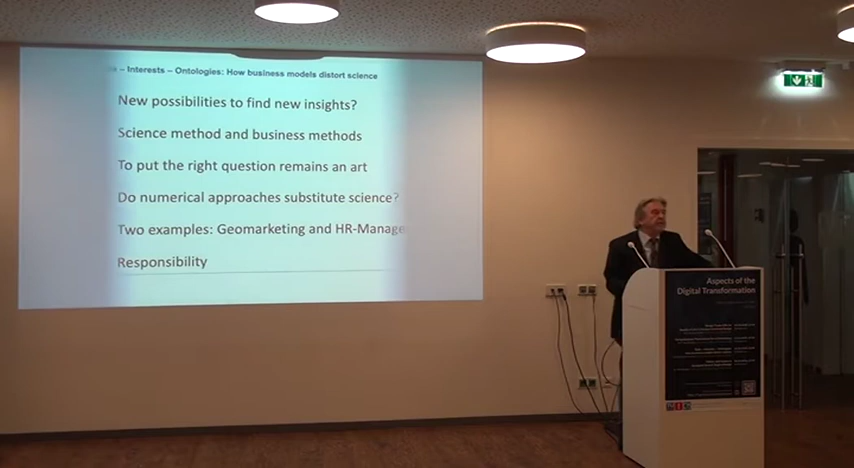 – Interests – Ontologies: How business models distort science
New possibilities to find new insights?
Science method and business methods
To put the right question remains an art
Do numerical approaches substitute science?
Two examples: Geomarketing and HR-Manage
Responsibility
Aspects of the
Digital Transformation